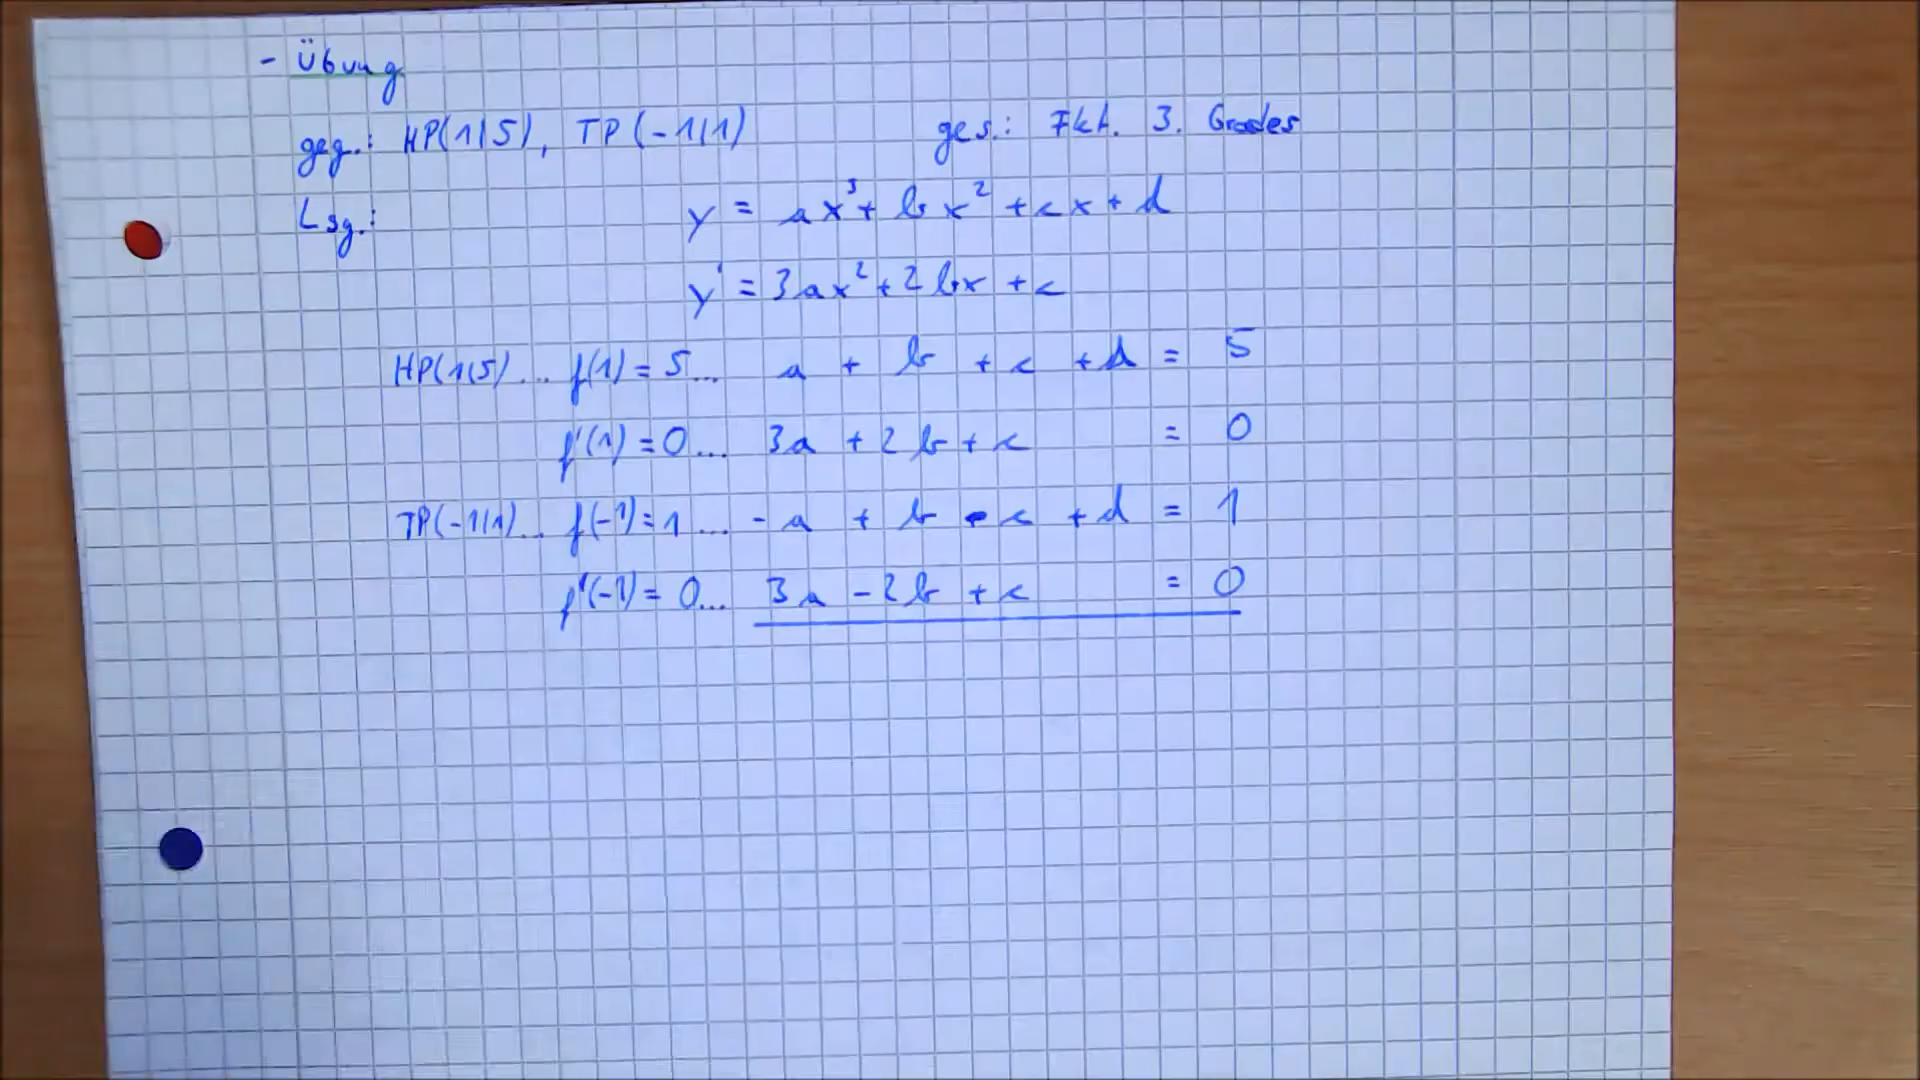 - Übung
geg.: HP(1|5), TP(-1|1) ges.: Fkt. 3. Grades
Lsg.: y = ax³ + bx² + cx + d
y' = 3ax² + 2bx + c
HP(1|5)... f(1) = 5... a + b + c + d = 5
f'(1) = 0... 3a + 2b + c = 0
TP(-1|1)... f(-1) = 1... - a + b - c + d = 1
f'(-1) = 0... 3a - 2b + c = 0